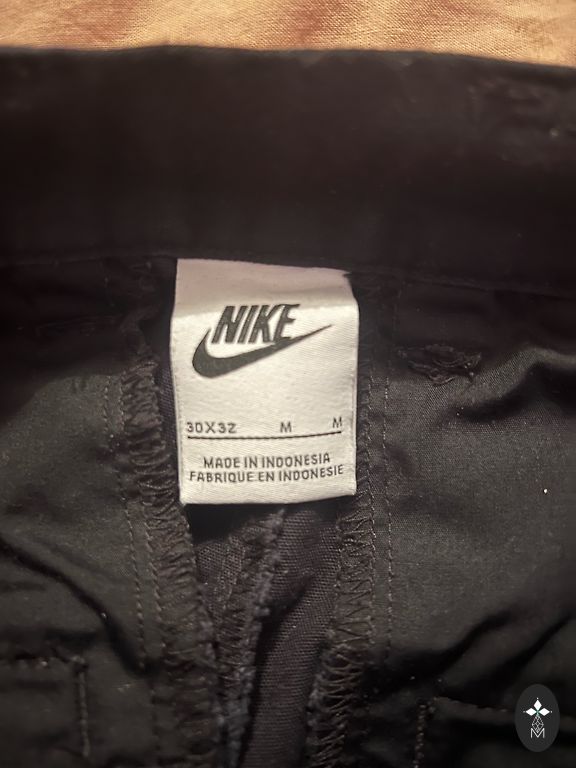 NIKE
30X32 M M
MADE IN INDONESIA
FABRIQUE EN INDONESIE
M